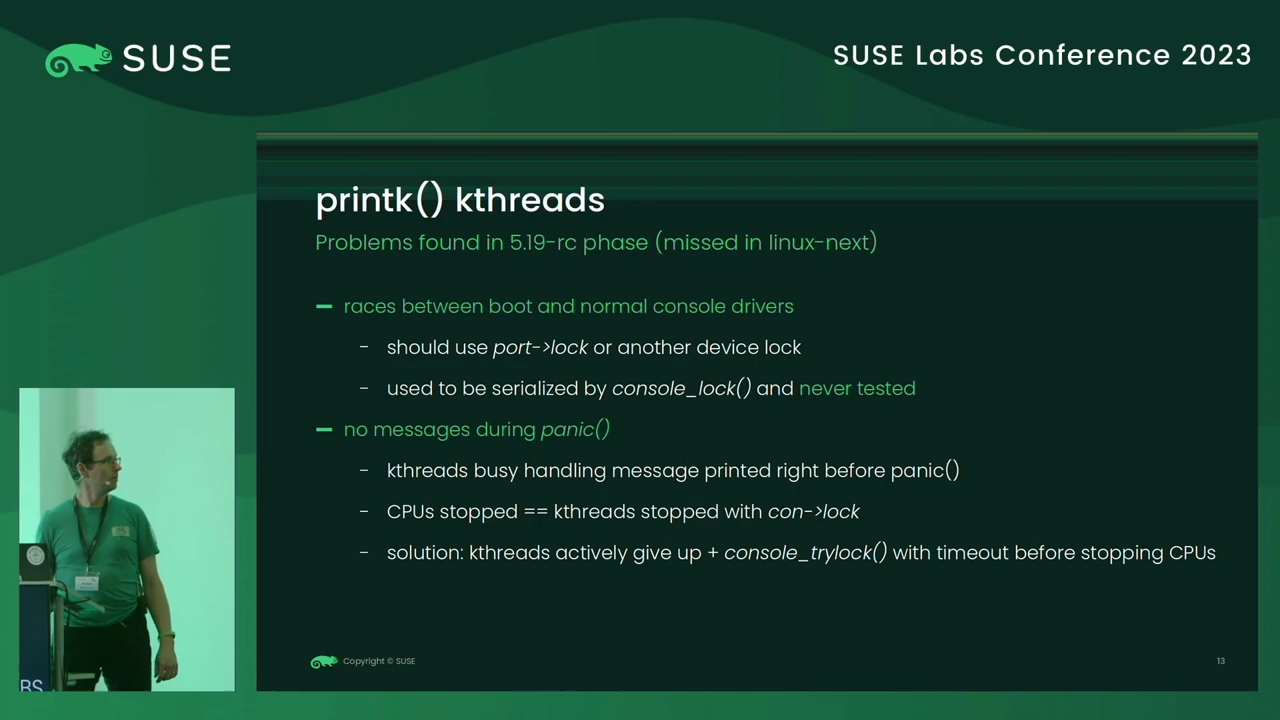 SUSE
SUSE Labs Conference 2023
printk() kthreads
Problems found in 5.19-rc phase (missed in linux-next)
races between boot and normal console drivers
- should use port->lock or another device lock
- used to be serialized by console_lock() and never tested
no messages during panic()
- kthreads busy handling message printed right before panic()
- CPUs stopped == kthreads stopped with con->lock
- solution: kthreads actively give up + console_trylock() with timeout before stopping CPUs
BS
Copyright © SUSE
13